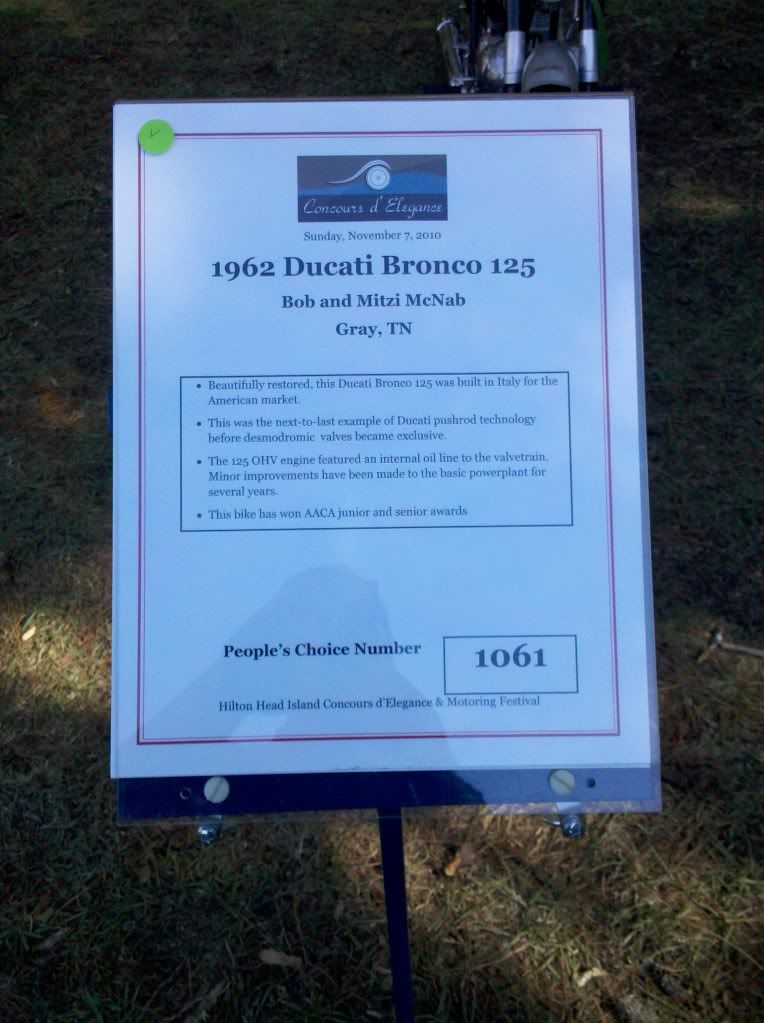 Concours d'Elegance
Sunday, November 7, 2010
1962 Ducati Bronco 125
Bob and Mitzi McNab
Gray, TN
• Beautifully restored, this Ducati Bronco 125 was built in Italy for the
American market.
• This was the next-to-last example of Ducati pushrod technology
before desmodromic valves became exclusive.
• The 125 OHV engine featured an internal oil line to the valvetrain.
Minor improvements have been made to the basic powerplant for
several years.
• This bike has won AACA junior and senior awards
People's Choice Number
1061
Hilton Head Island Concours d'Elegance & Motoring Festival